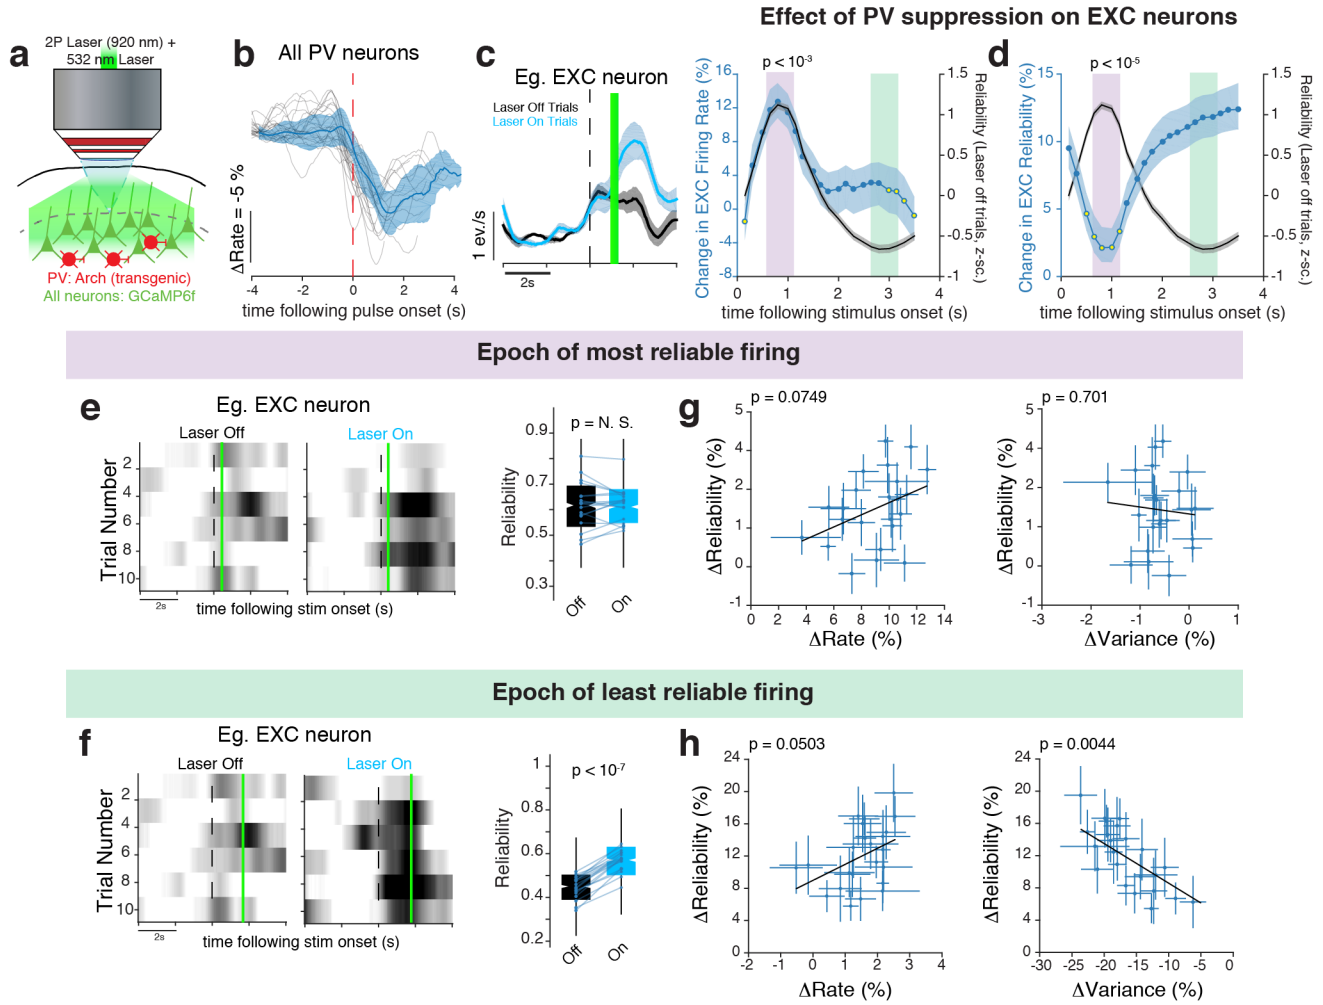 Effect of PV suppression on EXC neurons
a
2P Laser (920 nm) +
532 nm Laser
PV: Arch (transgenic)
All neurons: GCaMP6f
b
All PV neurons
ΔRate = -5 %
-4
-2
0
2
4
time following pulse onset (s)
c
Eg. EXC neuron
Laser Off Trials
Laser On Trials
1 ev./s
2s
p < 10-3
Change in EXC Firing Rate (%)
16
12
8
4
0
-4
-8
0
1
2
3
4
time following stimulus onset (s)
1.5
1
0.5
0
-0.5
-1
Reliability (Laser off trials, z-sc.)
d
p < 10-5
Change in EXC Reliability (%)
15
10
5
0
0
1
2
3
4
time following stimulus onset (s)
1.5
1
0.5
0
-0.5
-1
Reliability (Laser off trials, z-sc.)
Epoch of most reliable firing
e
Eg. EXC neuron
Laser Off
Laser On
Trial Number
2
4
6
8
10
2s
time following stim onset (s)
p = N. S.
Reliability
0.9
0.7
0.5
0.3
Off
On
g
p = 0.0749
ΔReliability (%)
5
4
2
1
0
-1
0
2
4
6
8
10
12
14
ΔRate (%)
p = 0.701
ΔReliability (%)
5
4
2
1
0
-1
-3
-2
-1
0
1
ΔVariance (%)
Epoch of least reliable firing
f
Eg. EXC neuron
Laser Off
Laser On
Trial Number
2
4
6
8
10
2s
time following stim onset (s)
p < 10-7
Reliability
1
0.8
0.6
0.4
0.2
Off
On
h
p = 0.0503
ΔReliability (%)
24
20
16
12
8
4
0
-2
-1
0
1
2
3
4
ΔRate (%)
p = 0.0044
ΔReliability (%)
24
20
16
12
8
4
0
-30
-25
-20
-15
-10
-5
0
ΔVariance (%)